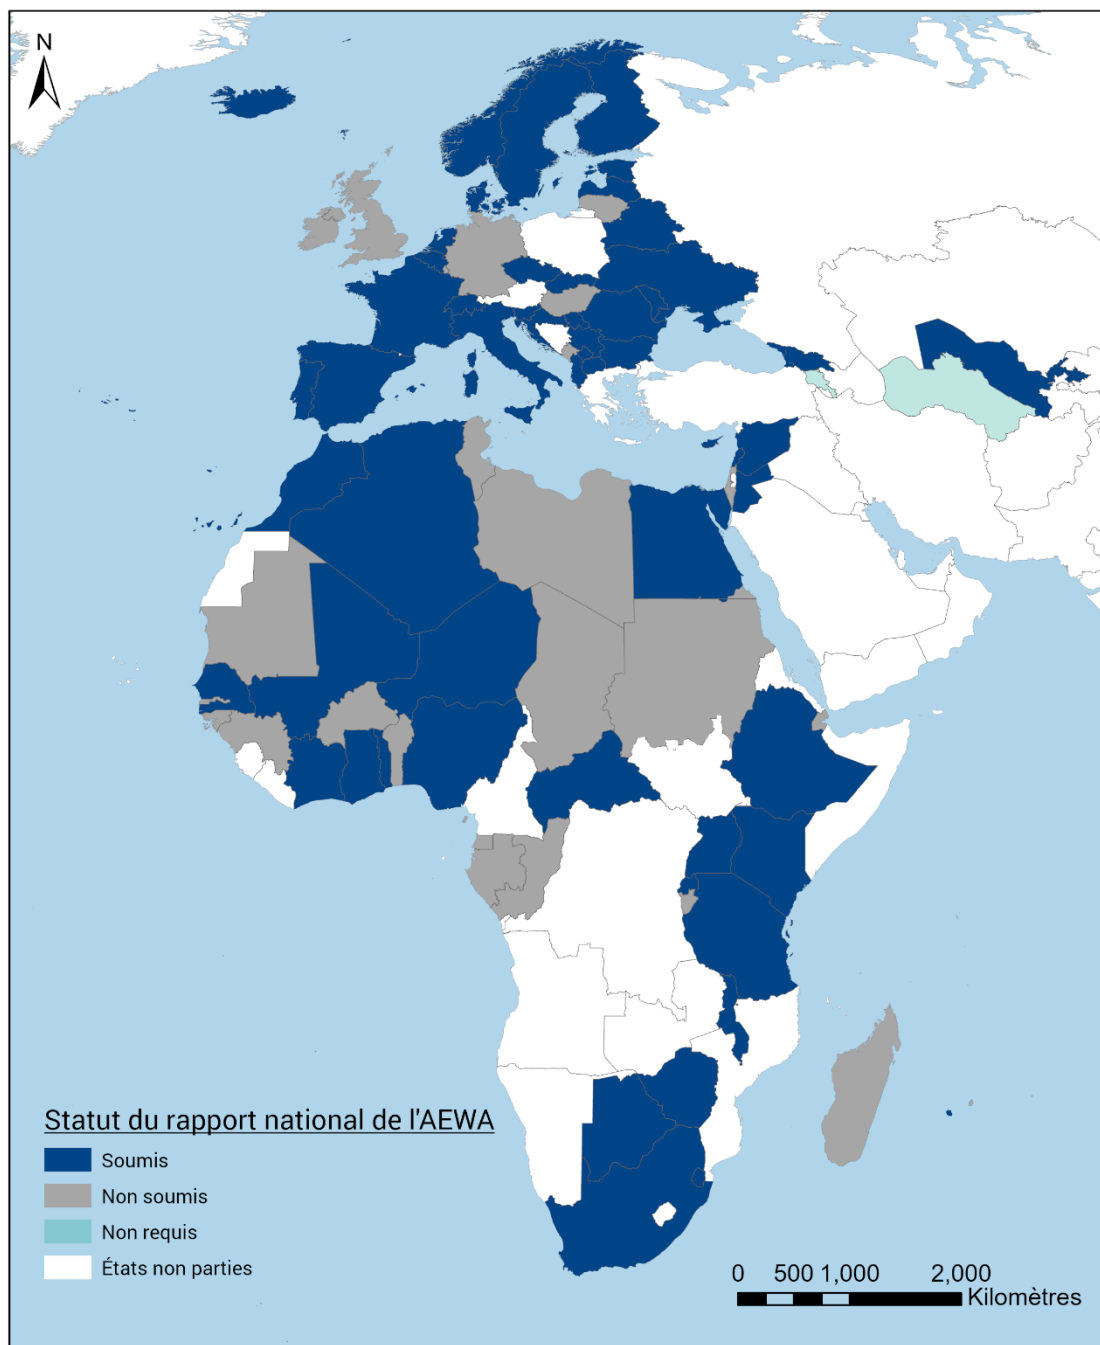 N
Statut du rapport national de l'AEWA
Soumis
Non soumis
Non requis
États non parties
0 500 1,000 2,000
Kilomètres